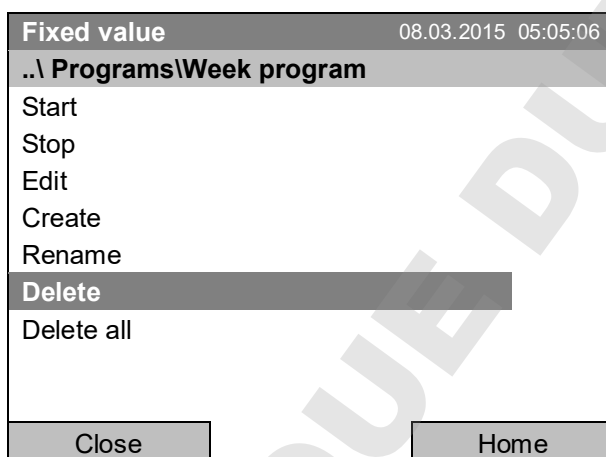 Fixed value 08.03.2015 05:05:06
..\ Programs\Week program
Start
Stop
Edit
Create
Rename
Delete
Delete all
Close Home